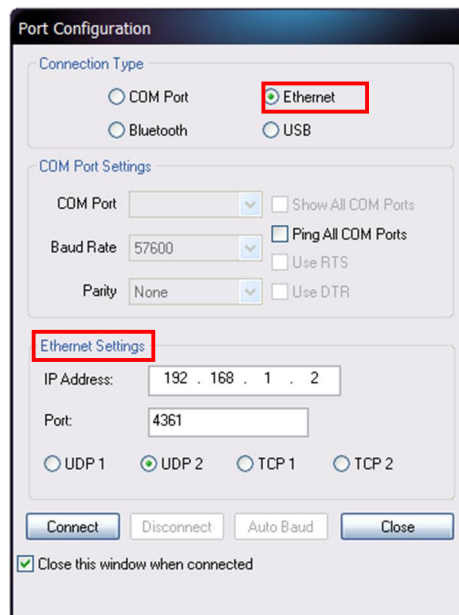 Port Configuration
Connection Type
COM Port Ethernet
Bluetooth USB
COM Port Settings
COM Port Show All COM Ports
Ping All COM Ports
Baud Rate 57600
Use RTS
Parity None Use DTR
Ethernet Settings
IP Address: 192 . 168 . 1 . 2
Port: 4361
UDP 1 UDP 2 TCP 1 TCP 2
Connect Disconnect Auto Baud Close
Close this window when connected